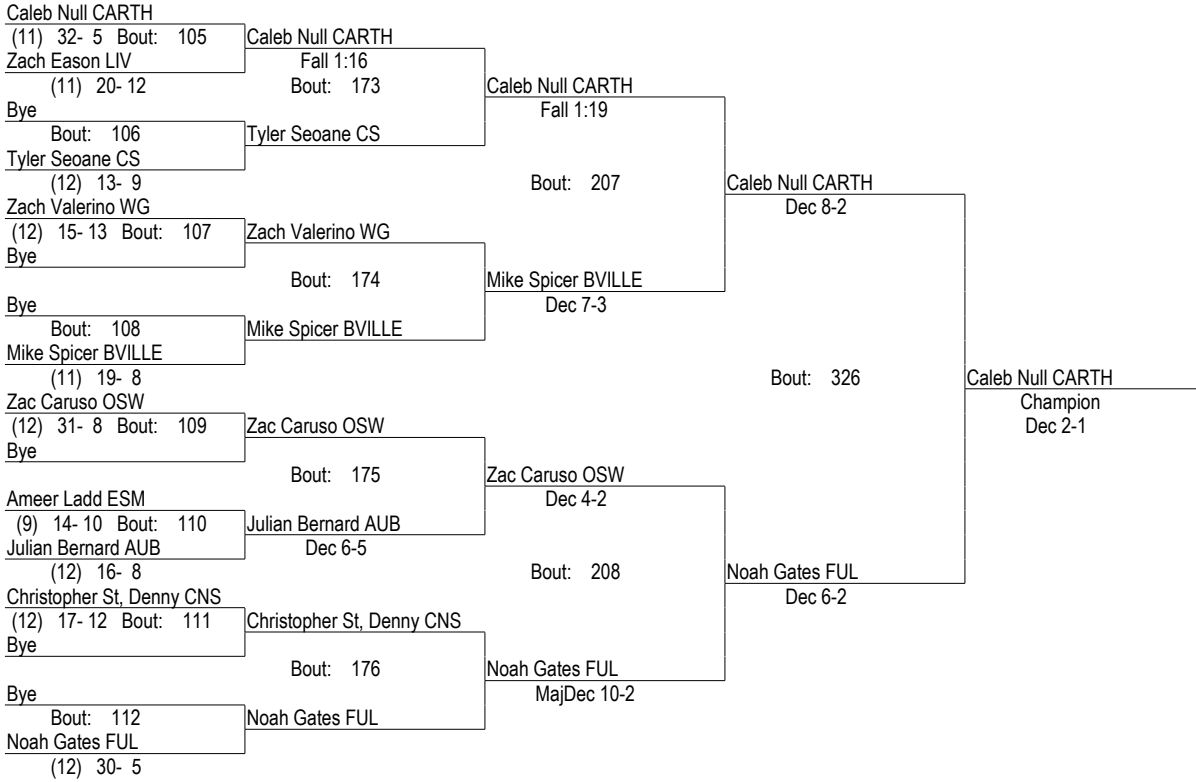 Caleb Null CARTH
(11) 32- 5 Bout: 105
Zach Eason LIV
(11) 20- 12
Bye
Bout: 106
Tyler Seoane CS
(12) 13- 9
Zach Valerino WG
(12) 15- 13 Bout: 107
Bye
Bye
Bout: 108
Mike Spicer BVILLE
(11) 19- 8
Zac Caruso OSW
(12) 31- 8 Bout: 109
Bye
Ameer Ladd ESM
(9) 14- 10 Bout: 110
Julian Bernard AUB
(12) 16- 8
Christopher St, Denny CNS
(12) 17- 12 Bout: 111
Bye
Bye
Bout: 112
Noah Gates FUL
(12) 30- 5
Caleb Null CARTH
Fall 1:16
Bout: 173
Tyler Seoane CS
Zach Valerino WG
Bout: 174
Mike Spicer BVILLE
Zac Caruso OSW
Bout: 175
Julian Bernard AUB
Dec 6-5
Christopher St, Denny CNS
Bout: 176
Noah Gates FUL
Caleb Null CARTH
Fall 1:19
Bout: 207
Mike Spicer BVILLE
Dec 7-3
Zac Caruso OSW
Dec 4-2
Bout: 208
Noah Gates FUL
MajDec 10-2
Caleb Null CARTH
Dec 8-2
Bout: 326
Noah Gates FUL
Dec 6-2
Caleb Null CARTH
Champion
Dec 2-1